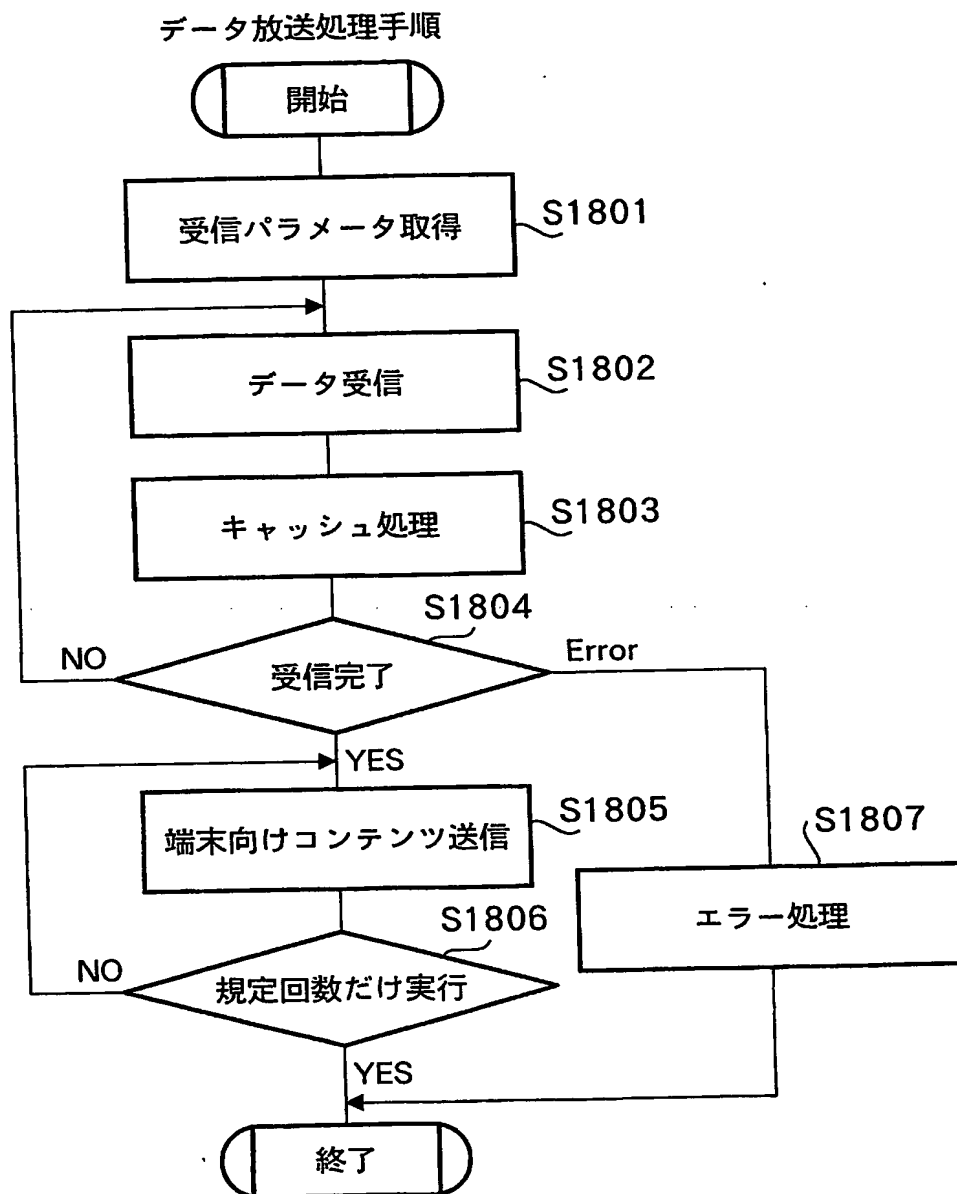 データ放送処理手順
開始
受信パラメータ取得
S1801
データ受信
S1802
キャッシュ処理
S1803
S1804
NO
受信完了
Error
YES
端末向けコンテンツ送信
S1805
S1807
エラー処理
S1806
NO
規定回数だけ実行
YES
終了